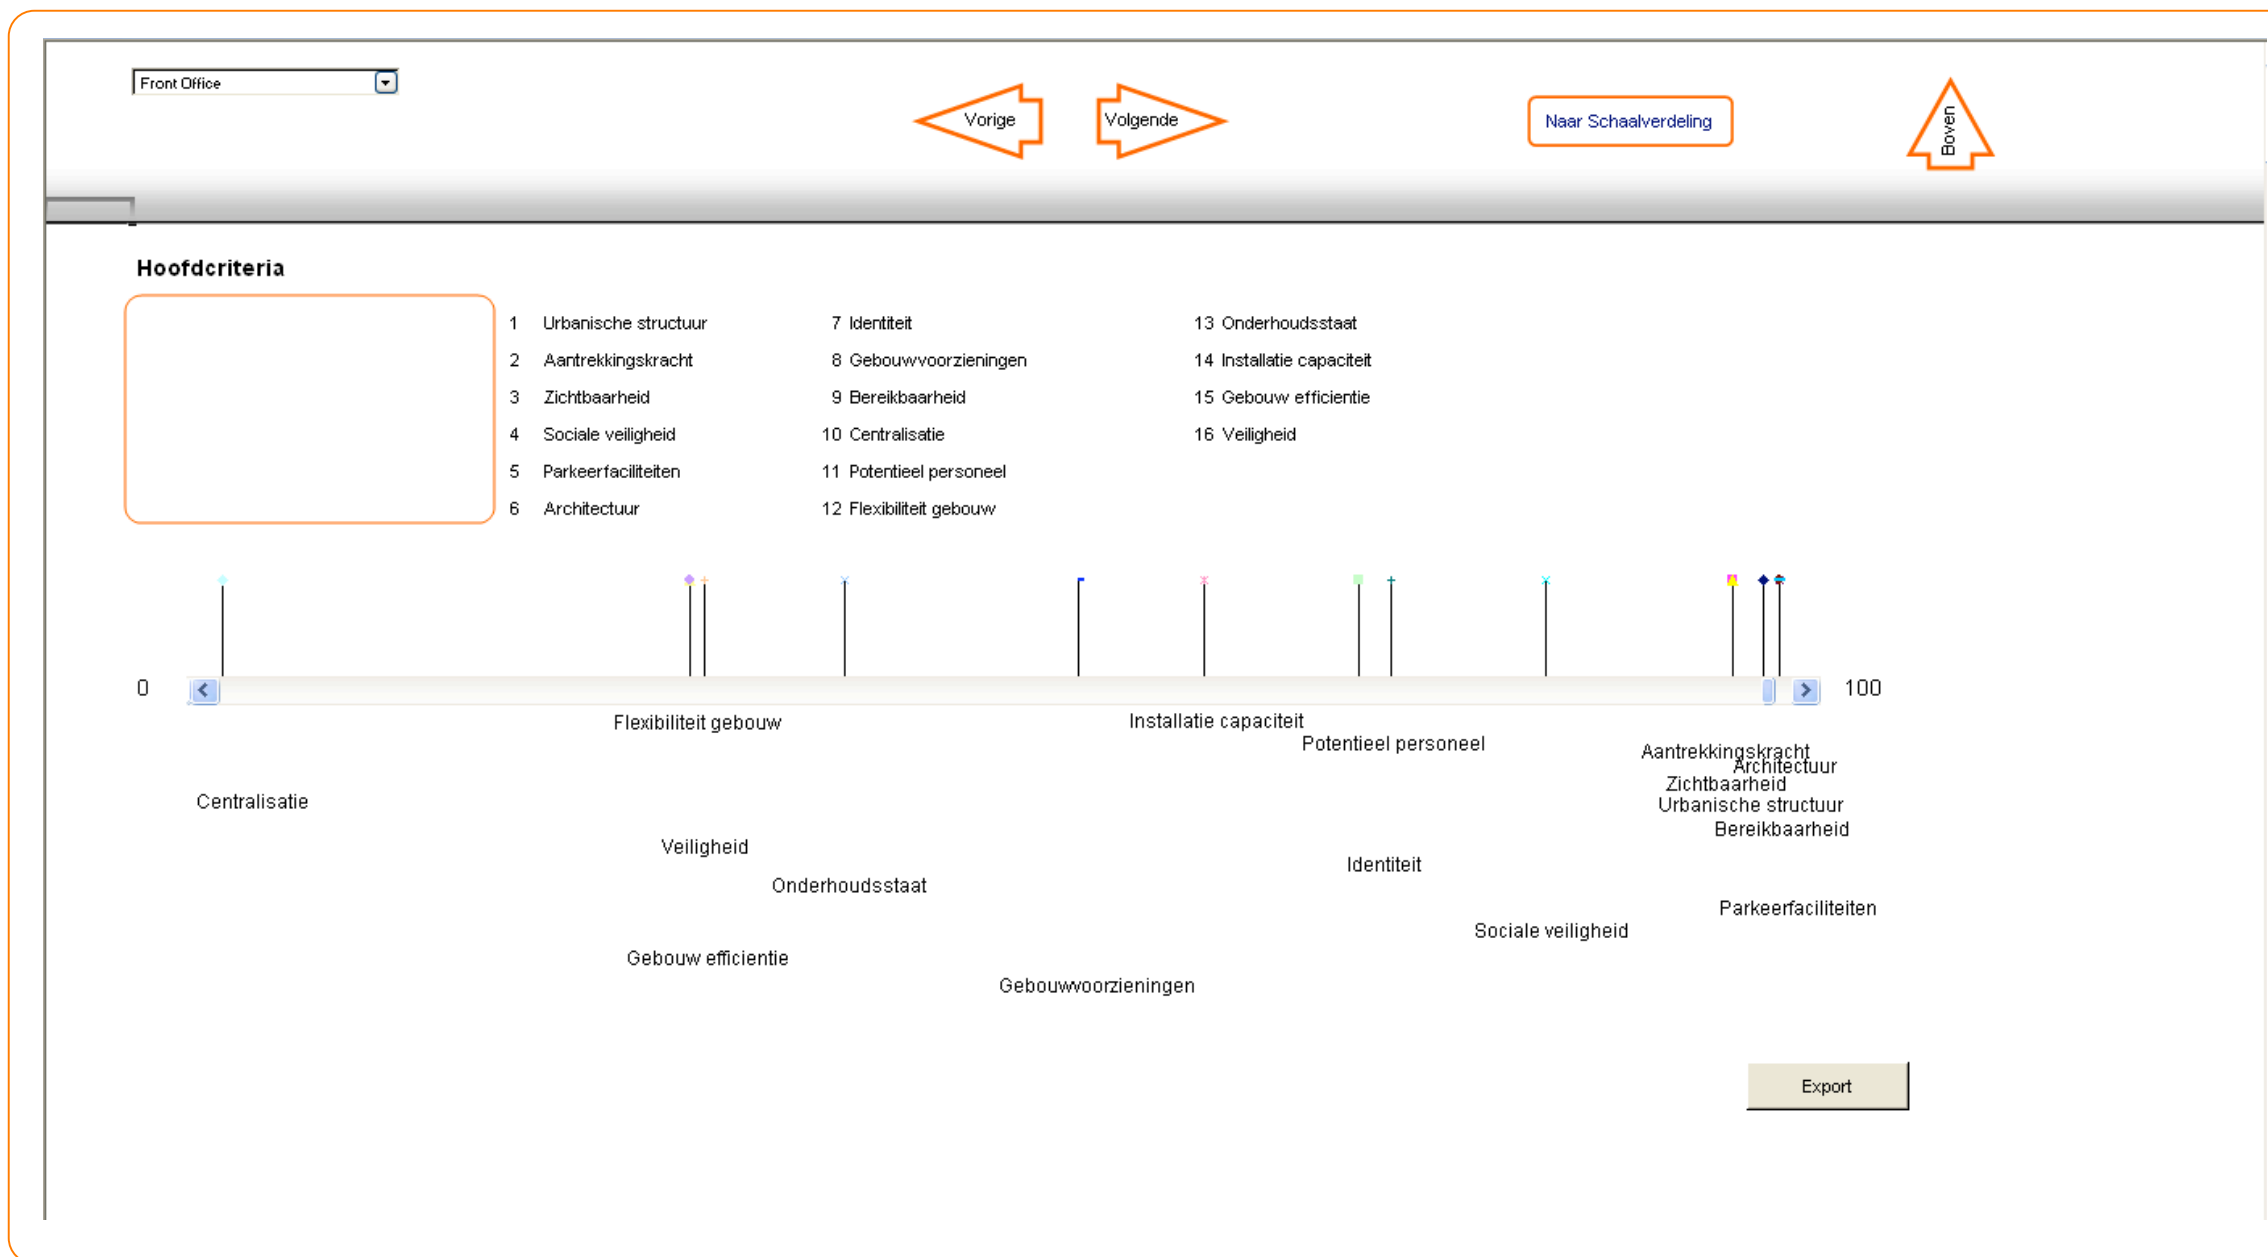 Front Office
Vorige
Volgende
Naar Schaalverdeling
Boven
Hoofdcriteria
1 Urbanische structuur 7 Identiteit 13 Onderhoudsstaat
2 Aantrekkingskracht 8 Gebouwvoorzieningen 14 Installatie capaciteit
3 Zichtbaarheid 9 Bereikbaarheid 15 Gebouw efficientie
4 Sociale veiligheid 10 Centralisatie 16 Veiligheid
5 Parkeerfaciliteiten 11 Potentieel personeel
6 Architectuur 12 Flexibiliteit gebouw
0 100
Flexibiliteit gebouw Installatie capaciteit
Potentieel personeel
Aantrekkingskracht
Architectuur
Zichtbaarheid
Centralisatie Urbanische structuur
Bereikbaarheid
Veiligheid
Identiteit
Onderhoudsstaat
Parkeerfaciliteiten
Sociale veiligheid
Gebouw efficientie
Gebouwvoorzieningen
Export